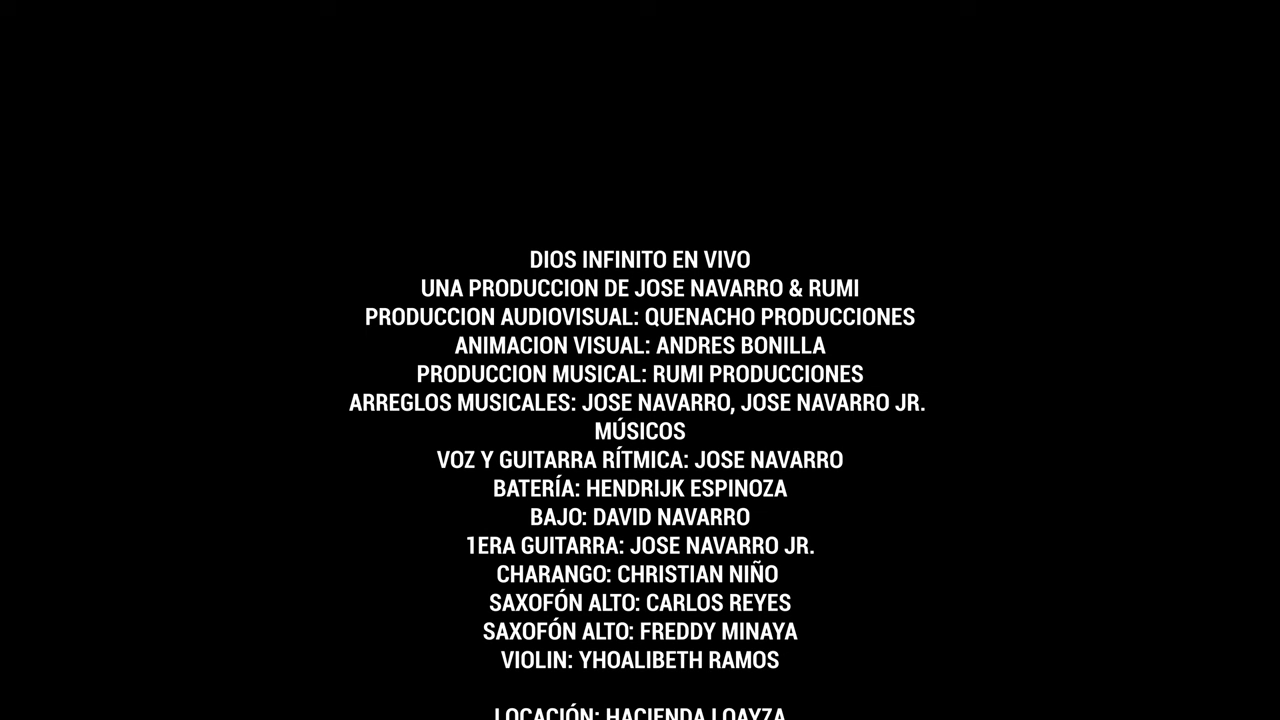 DIOS INFINITO EN VIVO
UNA PRODUCCION DE JOSE NAVARRO & RUMI
PRODUCCION AUDIOVISUAL: QUENACHO PRODUCCIONES
ANIMACION VISUAL: ANDRES BONILLA
PRODUCCION MUSICAL: RUMI PRODUCCIONES
ARREGLOS MUSICALES: JOSE NAVARRO, JOSE NAVARRO JR.
MÚSICOS
VOZ Y GUITARRA RÍTMICA: JOSE NAVARRO
BATERÍA: HENDRIJK ESPINOZA
BAJO: DAVID NAVARRO
1ERA GUITARRA: JOSE NAVARRO JR.
CHARANGO: CHRISTIAN NIÑO
SAXOFÓN ALTO: CARLOS REYES
SAXOFÓN ALTO: FREDDY MINAYA
VIOLIN: YHOALIBETH RAMOS
LOCACIÓN: HACIENDA LOAYZA